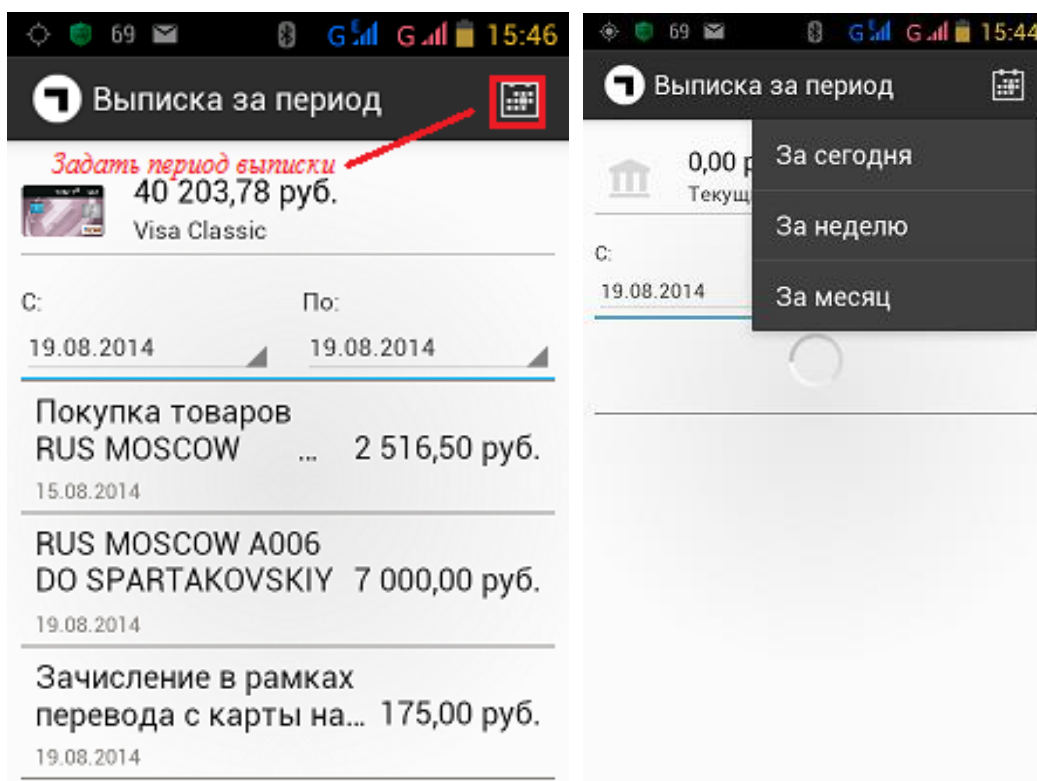 69 G G 15:46
Выписка за период
Задать период выписки
40 203,78 руб.
Visa Classic
С: По:
19.08.2014 19.08.2014
Покупка товаров
RUS MOSCOW ... 2 516,50 руб.
15.08.2014
RUS MOSCOW A006
DO SPARTAKOVSKIY 7 000,00 руб.
19.08.2014
Зачисление в рамках
перевода с карты на... 175,00 руб.
19.08.2014
69 G G 15:44
Выписка за период
0,00 р
Текущ
С:
19.08.2014
За сегодня
За неделю
За месяц